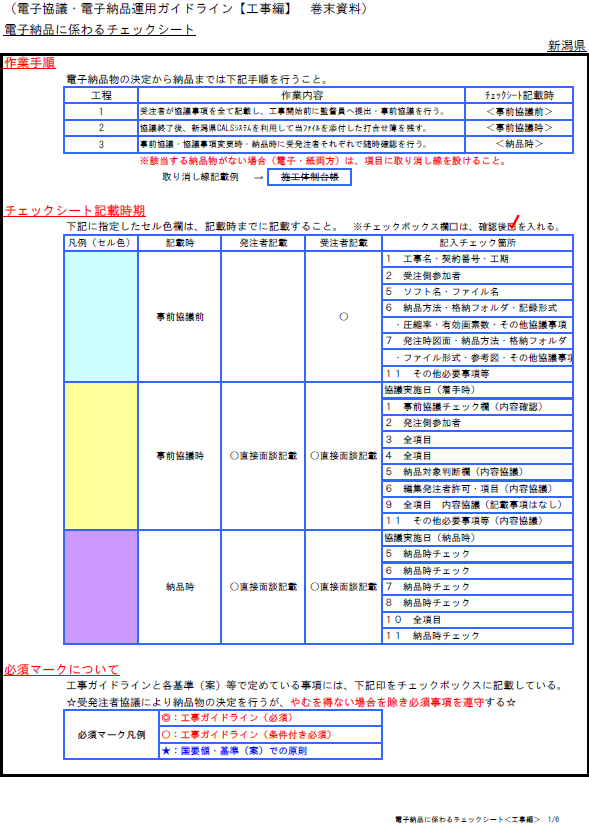 （電子協議・電子納品運用ガイドライン【工事編】　巻末資料）
電子納品に係わるチェックシート
新潟県
作業手順
電子納品物の決定から納品までは下記手順を行うこと。
工程　作業内容　ﾁｪｯｸｼｰﾄ記載時
1　受注者が協議事項を全て記載し、工事開始前に監督員へ提出・事前協議を行う。　＜事前協議前＞
2　協議終了後、新潟県CALSｼｽﾃﾑを利用して当ﾌｧｲﾙを添付した打合せ簿を残す。　＜事前協議時＞
3　事前協議・協議事項変更時・納品時に受発注者それぞれで随時確認を行う。　＜納品時＞
※該当する納品物がない場合（電子・紙両方）は、項目に取り消し線を設けること。
取り消し線記載例　→　施工体制台帳
チェックシート記載時期
下記に指定したセル色欄は、記載時までに記載すること。　※チェックボックス欄□は、確認後☑を入れる。
凡例（セル色）　記載時　発注者記載　受注者記載　記入チェック箇所
事前協議前　○
１　工事名・契約番号・工期
２　受注側参加者
５　ソフト名・ファイル名
６　納品方法・格納フォルダ・記録形式
・圧縮率・有効画素数・その他協議事項
７　発注時図面・納品方法・格納フォルダ
・ファイル形式・参考図・その他協議事項
１１　その他必要事項等
事前協議時　○直接面談記載　○直接面談記載
協議実施日（着手時）
１　事前協議チェック欄（内容確認）
２　発注側参加者
３　全項目
４　全項目
５　納品対象判断欄（内容協議）
６　編集発注者許可・項目（内容協議）
９　全項目　内容協議（記載事項はなし）
１１　その他必要事項等（内容協議）
納品時　○直接面談記載　○直接面談記載
協議実施日（納品時）
５　納品時チェック
６　納品時チェック
７　納品時チェック
８　納品時チェック
１０　全項目
１１　納品時チェック
必須マークについて
工事ガイドラインと各基準（案）等で定めている事項には、下記印をチェックボックスに記載している。
☆受発注者協議により納品物の決定を行うが、やむを得ない場合を除き必須事項を遵守する☆
必須マーク凡例
◎：工事ガイドライン（必須）
○：工事ガイドライン（条件付き必須）
★：国要領・基準（案）での原則
電子納品に係わるチェックシート＜工事編＞　1/6